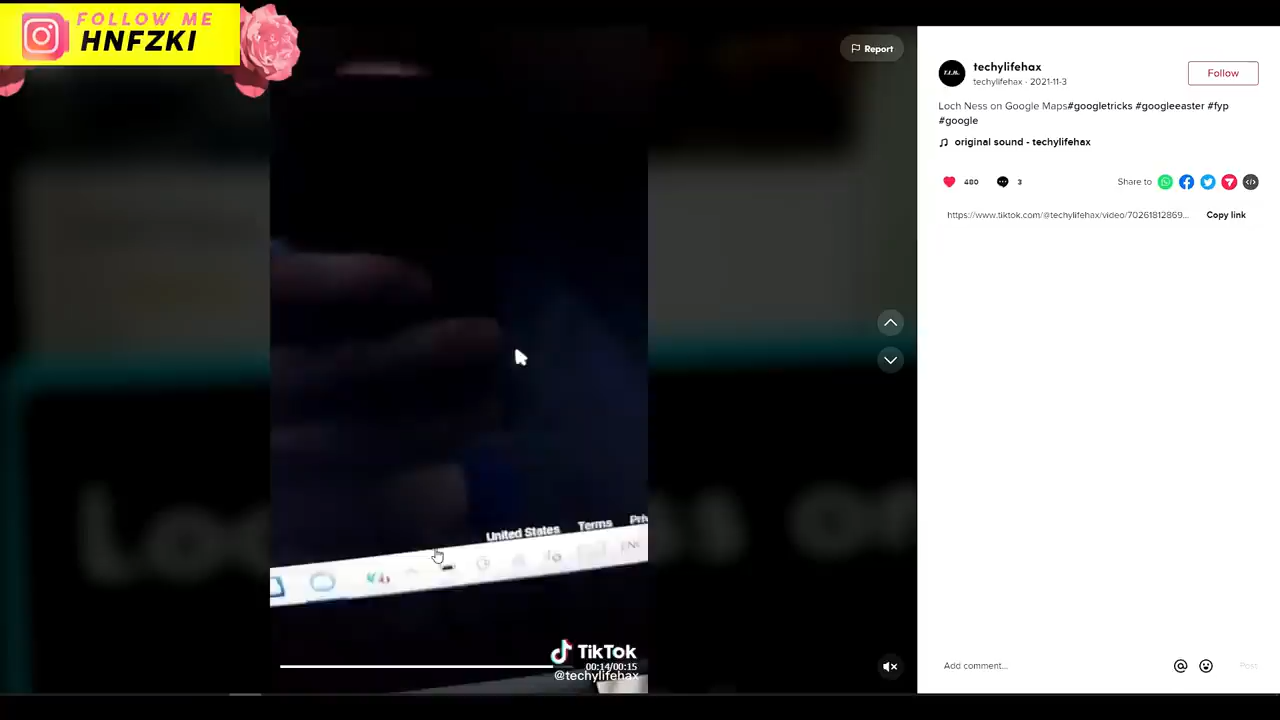 FOLLOW ME
HNFZKI
Report
techylifehax
techylifehax · 2021-11-3
Follow
Loch Ness on Google Maps#googletricks #googleeaster #fyp
#google
original sound - techylifehax
480
3
Share to
https://www.tiktok.com/@techylifehax/video/70261812869...
Copy link
United States Terms
ENG
TikTok
00:14/00:15
@techylifehax
Add comment...
Post